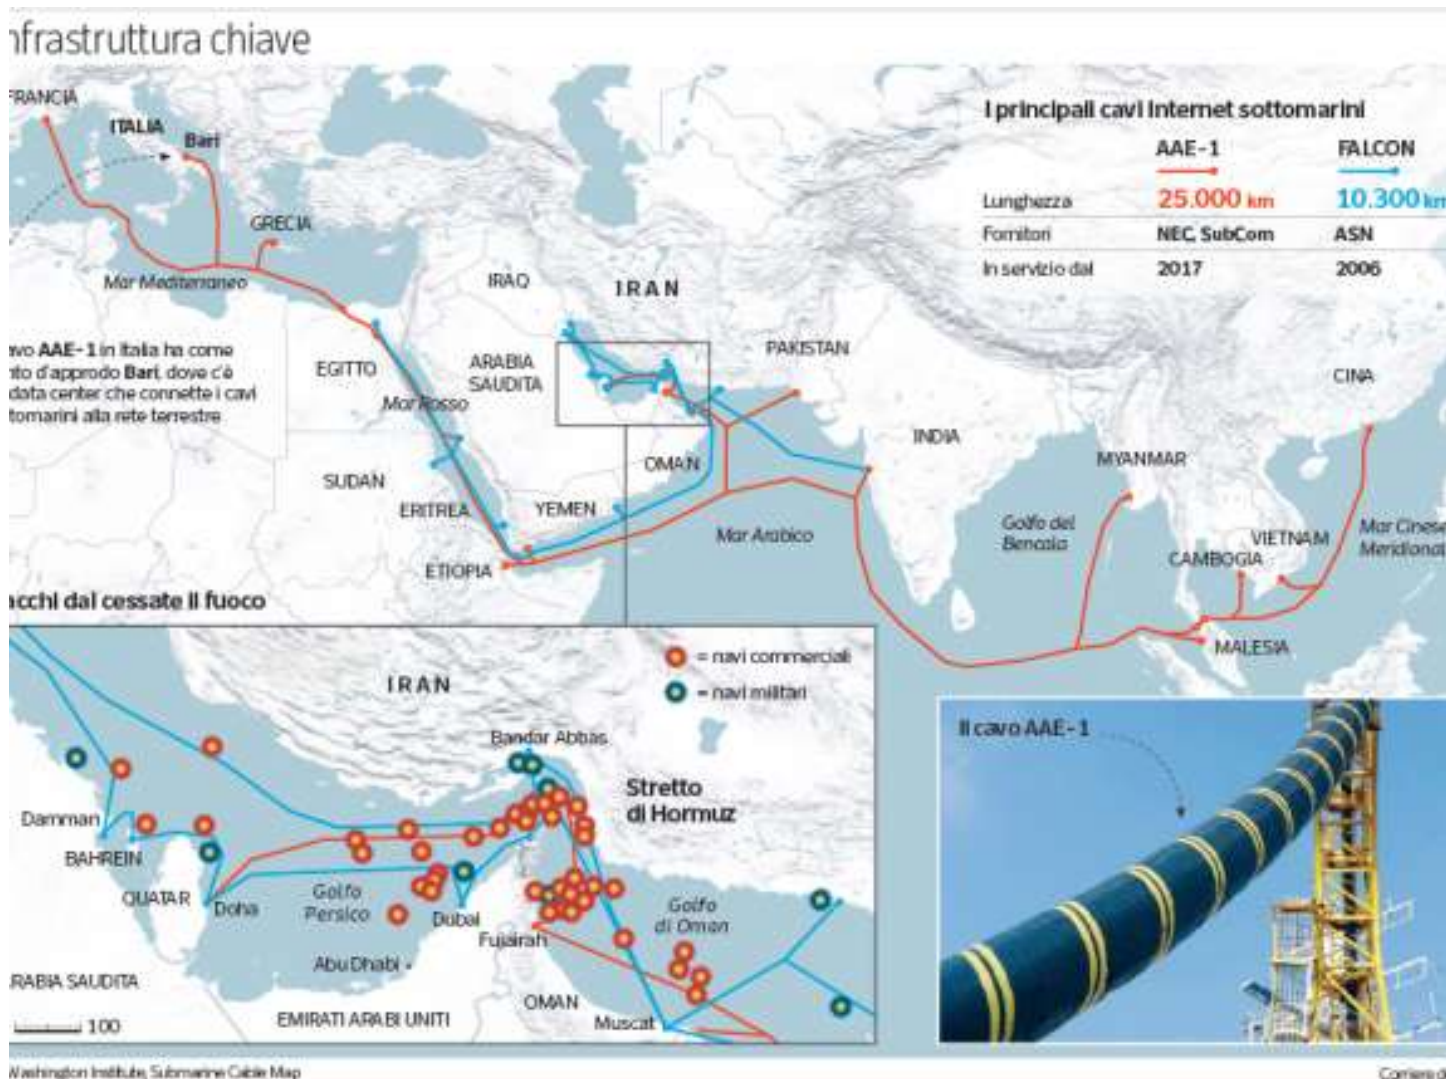 nfrastruttura chiave
FRANCIA
ITALIA
Bari
GRECIA
Mar Mediterraneo
IRAQ
IRAN
EGITTO
ARABIA
SAUDITA
PAKISTAN
Mar Rosso
SUDAN
ERITREA
YEMEN
OMAN
ETIOPIA
INDIA
MYANMAR
CINA
Mar Arabico
Golfo del
Bengala
VIETNAM
CAMBOGIA
Mar Cinese
Meridional
MALESIA
I principali cavi Internet sottomarini
AAE-1 FALCON
Lunghezza 25.000 km 10.300 km
Fornitori NEC, SubCom ASN
In servizio dal 2017 2006
avo AAE-1 in Italia ha come
nto d'approdo Bari, dove c'è
data center che connette i cavi
ttomarini alla rete terrestre
acchi dal cessate il fuoco
= navi commerciali
= navi militari
IRAN
Bandar Abbas
Stretto
di Hormuz
Damman
BAHREIN
QUATAR
Doha
Golfo
Persico
Dubai
Fujairah
Golfo
di Oman
Abu Dhabi
ARABIA SAUDITA
OMAN
EMIRATI ARABI UNITI
Muscat
100
Il cavo AAE-1
Washington Institute, Submarine Cable Map
Corriere d